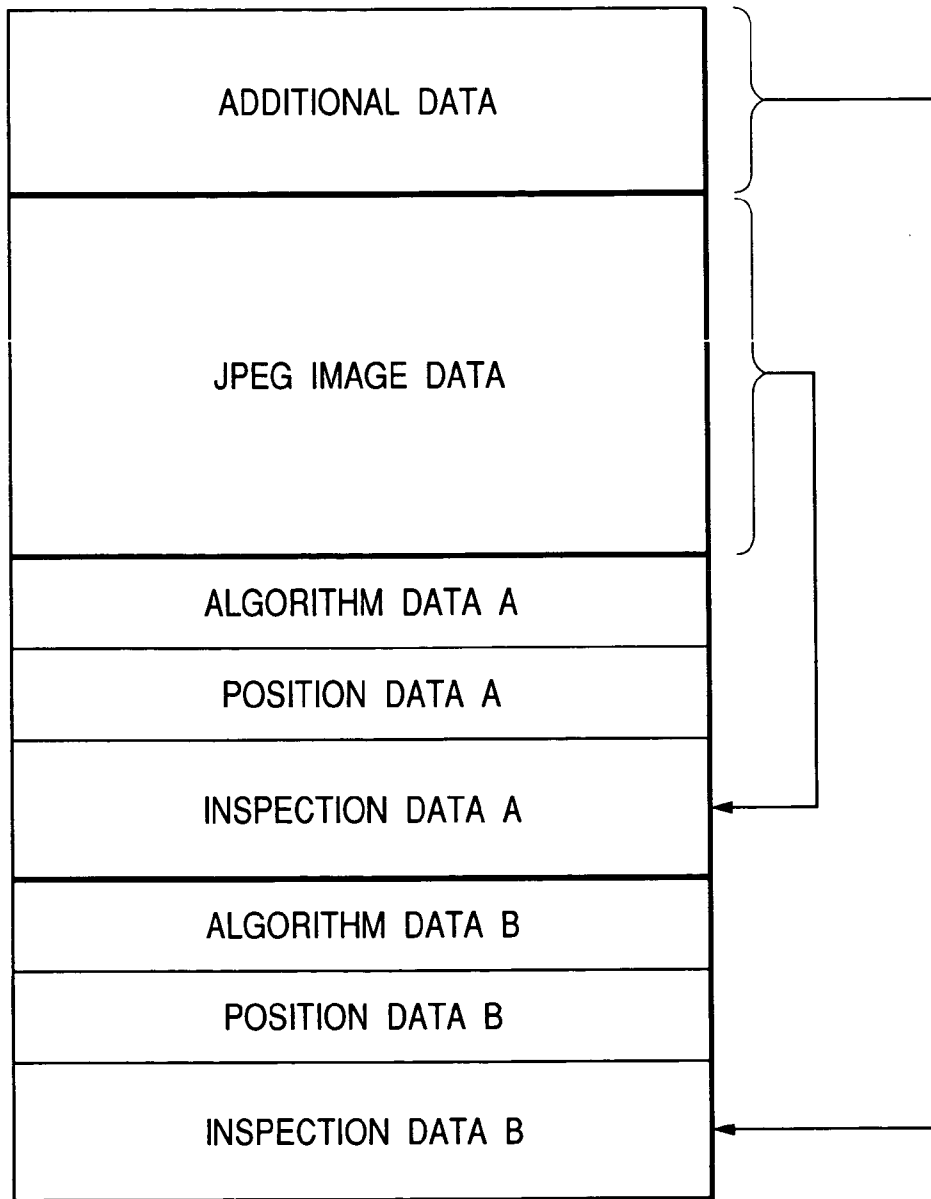 ADDITIONAL DATA
JPEG IMAGE DATA
ALGORITHM DATA A
POSITION DATA A
INSPECTION DATA A
ALGORITHM DATA B
POSITION DATA B
INSPECTION DATA B